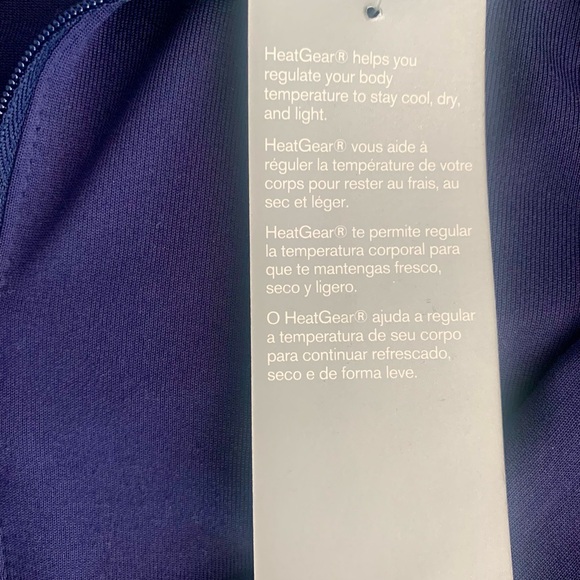 HeatGear® helps you
regulate your body
temperature to stay cool, dry,
and light.
HeatGear® vous aide à
réguler la température de votre
corps pour rester au frais, au
sec et léger.
HeatGear® te permite regular
la temperatura corporal para
que te mantengas fresco,
seco y ligero.
O HeatGear® ajuda a regular
a temperatura de seu corpo
para continuar refrescado,
seco e de forma leve.